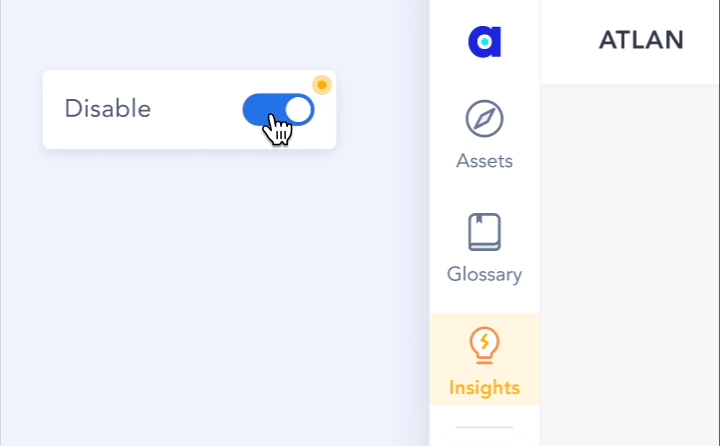 Disable
ATLAN
Assets
Glossary
Insights